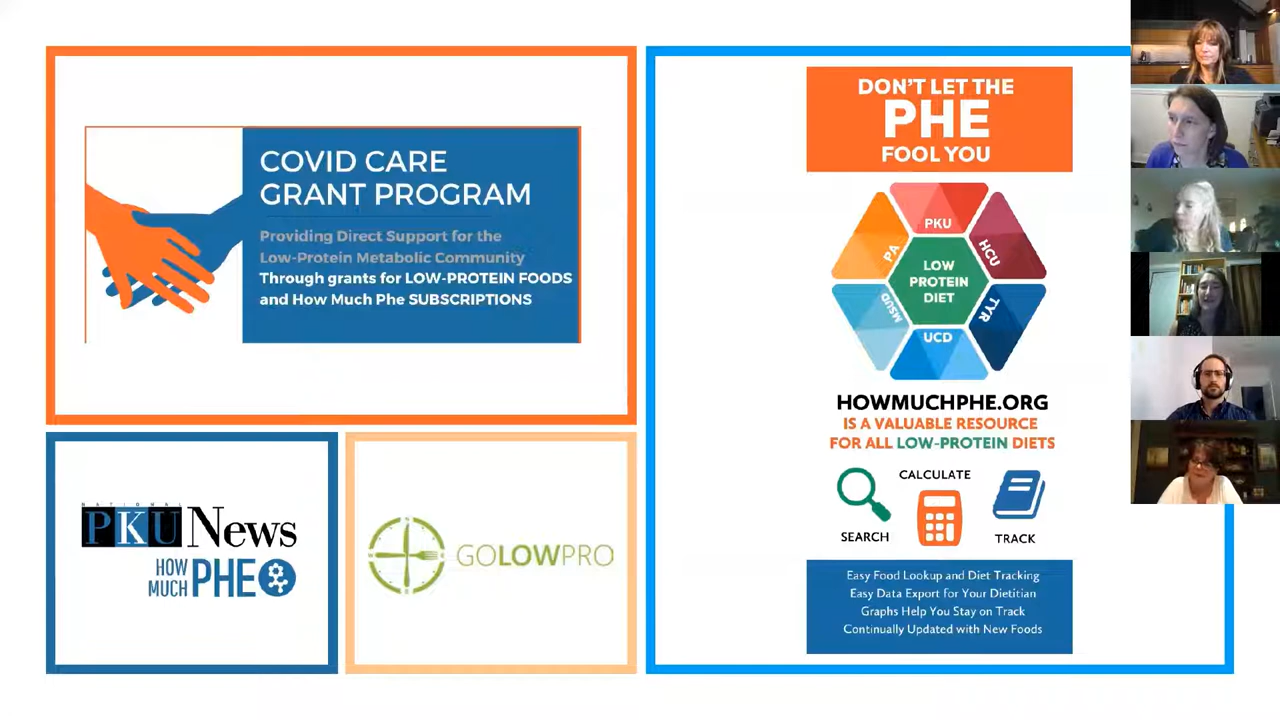 COVID CARE
GRANT PROGRAM
Providing Direct Support for the
Low-Protein Metabolic Community
Through grants for LOW-PROTEIN FOODS
and How Much Phe SUBSCRIPTIONS
NATIONAL
PKU News
HOW
MUCH PHE
GOLOWPRO
DON'T LET THE
PHE
FOOL YOU
PKU
PA
HCU
LOW
PROTEIN
DIET
MSUD
TYR
UCD
HOWMUCHPHE.ORG
IS A VALUABLE RESOURCE
FOR ALL LOW-PROTEIN DIETS
CALCULATE
SEARCH
TRACK
Easy Food Lookup and Diet Tracking
Easy Data Export for Your Dietitian
Graphs Help You Stay on Track
Continually Updated with New Foods